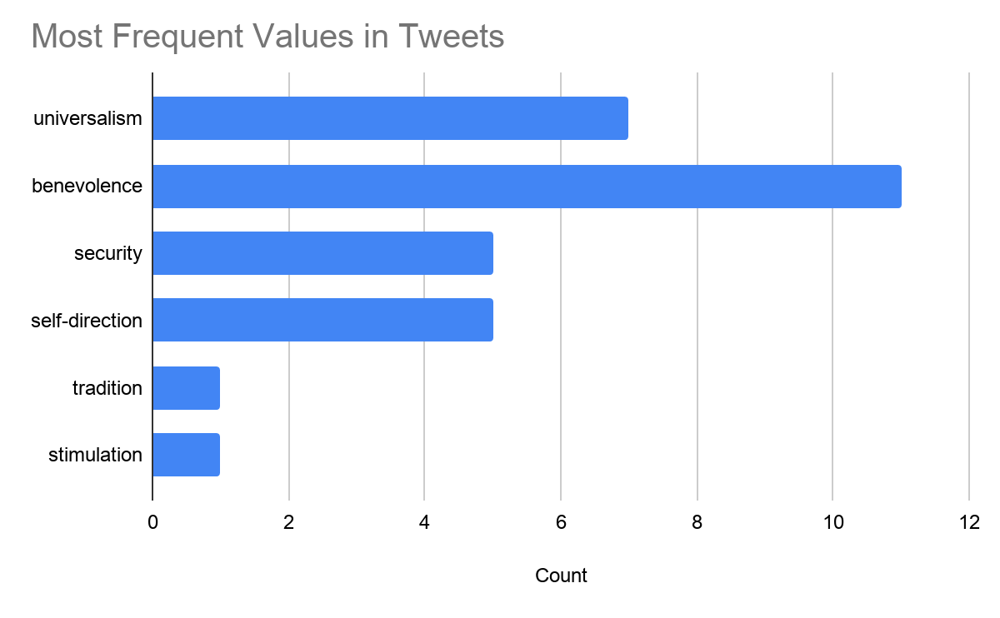 Most Frequent Values in Tweets
universalism
benevolence
security
self-direction
tradition
stimulation
0 2 4 6 8 10 12
Count